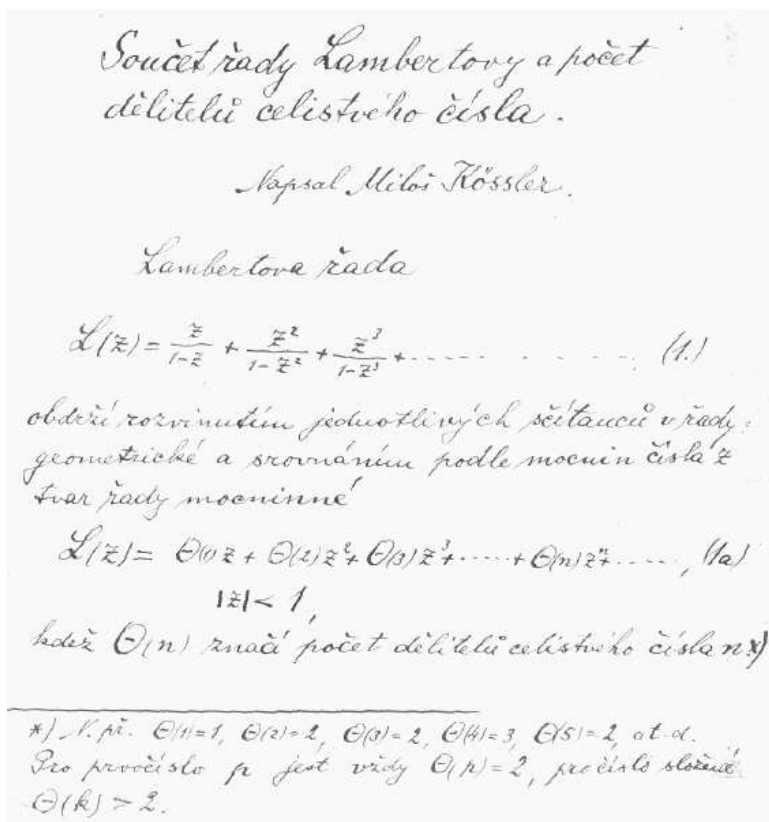 Součet řady Lambertovy a počet
dělitelů celistvého čísla.
Napsal Miloš Kössler.
Lambertova řada
L(z) = z/(1-z) + z²/(1-z²) + z³/(1-z³) + ............ (1.)
obdrží rozvinutím jednotlivých sčítanců v řady
geometrické a srovnáním podle mocnin čísla z
tvar řady mocninné
L(z) = Θ(1)z + Θ(2)z² + Θ(3)z³ + ...... + Θ(n)zⁿ + ......, (1a)
|z| < 1,
kdež Θ(n) značí počet dělitelů celistvého čísla n*)
*) N. př. Θ(1)=1, Θ(2)=2, Θ(3)=2, Θ(4)=3, Θ(5)=2, at.d.
Pro prvočíslo p jest vždy Θ(p)=2, pro číslo složené
Θ(k) > 2.